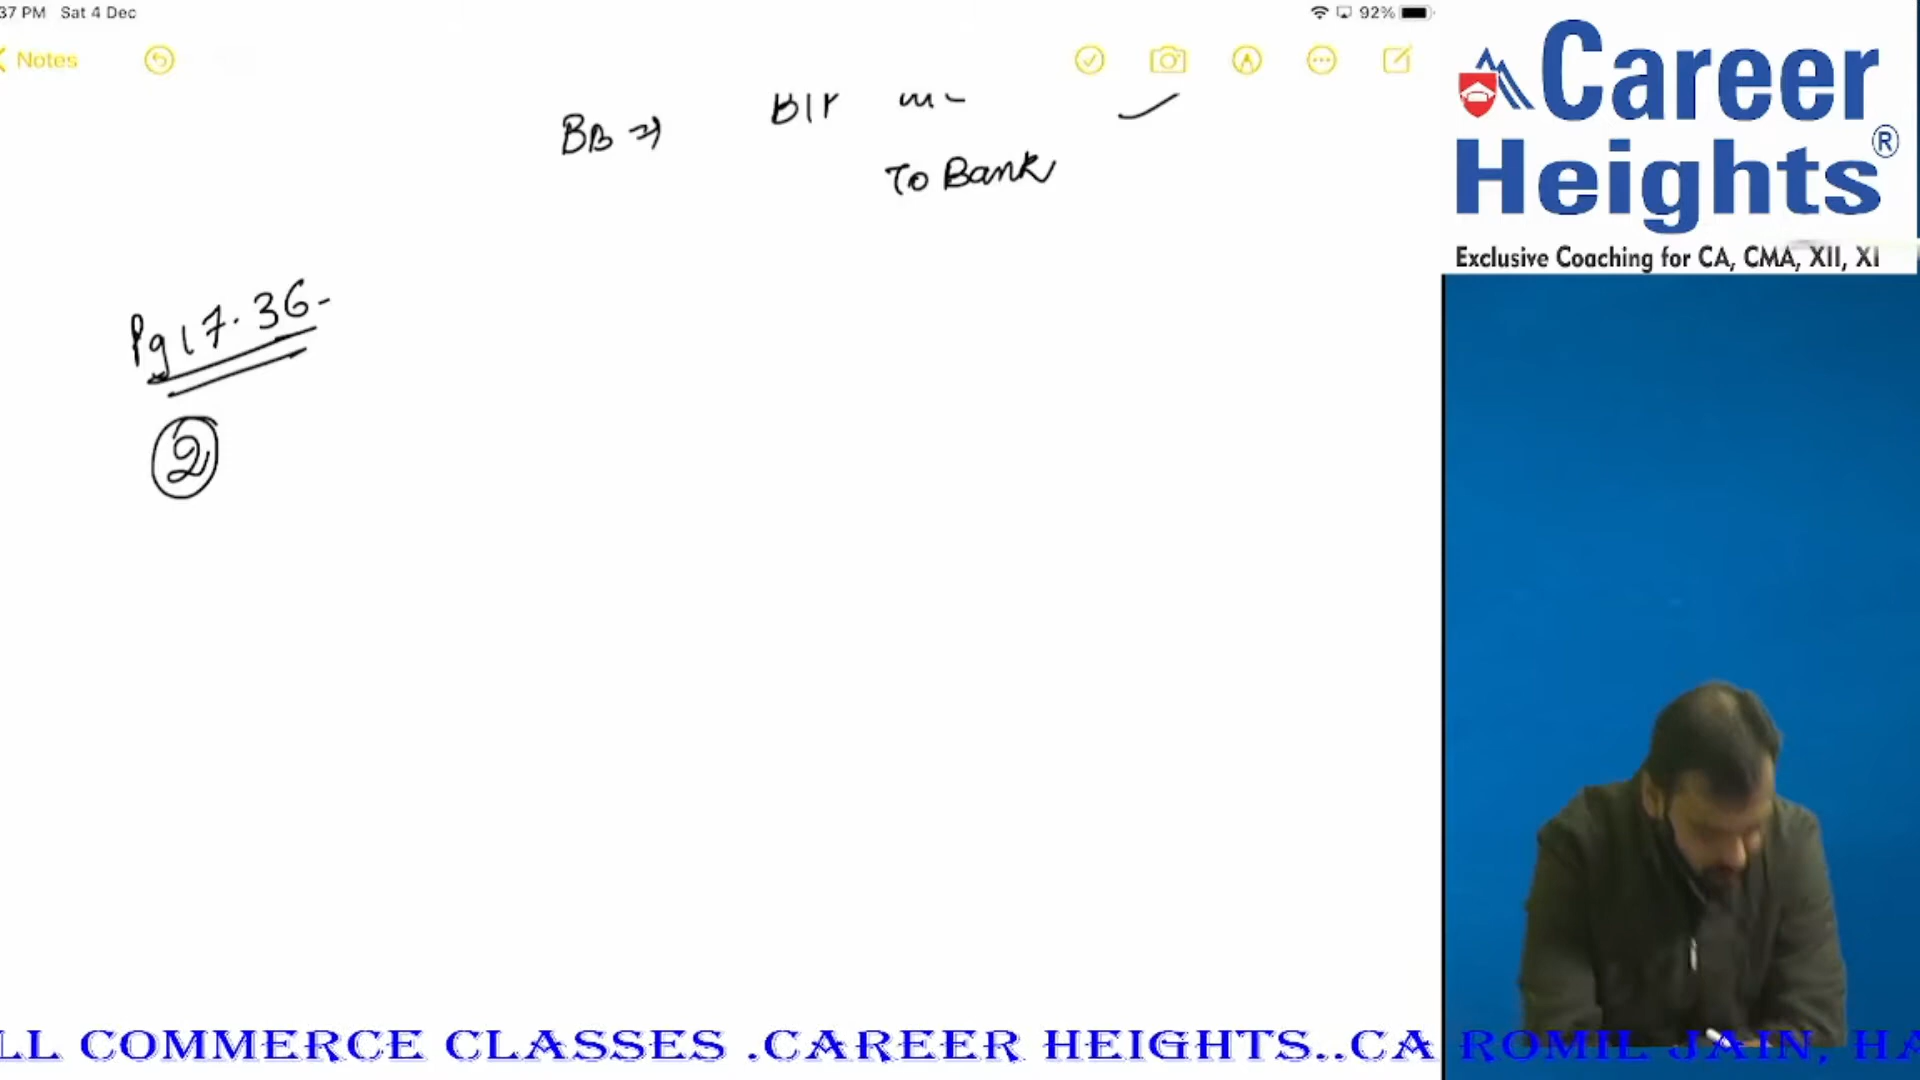 37 PM Sat 4 Dec
92%
Notes
BB ⇒
B/P
To Bank
Pg 17.36-
2
Career
Heights®
Exclusive Coaching for CA, CMA, XII, XI
LL COMMERCE CLASSES .CAREER HEIGHTS..CA ROMIL JAIN, HA